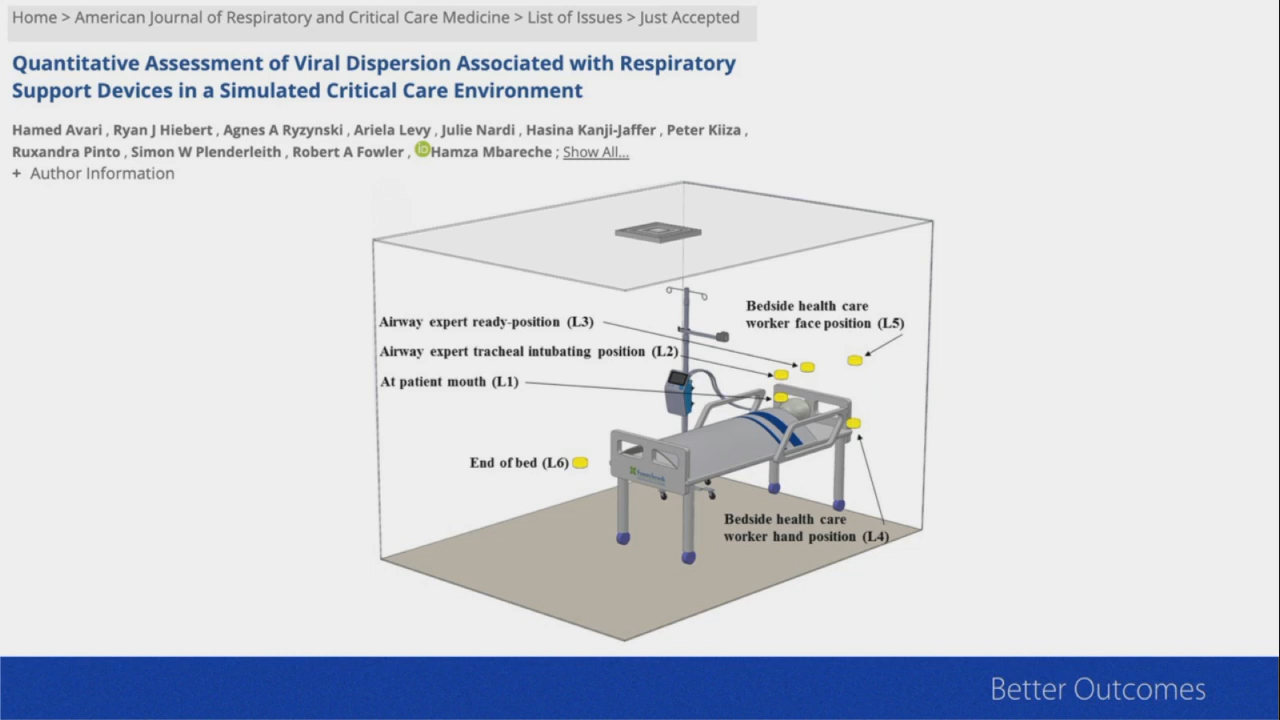 Home > American Journal of Respiratory and Critical Care Medicine > List of Issues > Just Accepted
Quantitative Assessment of Viral Dispersion Associated with Respiratory
Support Devices in a Simulated Critical Care Environment
Hamed Avari , Ryan J Hiebert , Agnes A Ryzynski , Ariela Levy , Julie Nardi , Hasina Kanji-Jaffer , Peter Kiiza ,
Ruxandra Pinto , Simon W Plenderleith , Robert A Fowler , iD Hamza Mbareche ; Show All...
+ Author Information
Airway expert ready-position (L3)
Bedside health care
worker face position (L5)
Airway expert tracheal intubating position (L2)
At patient mouth (L1)
End of bed (L6)
Bedside health care
worker hand position (L4)
Better Outcomes